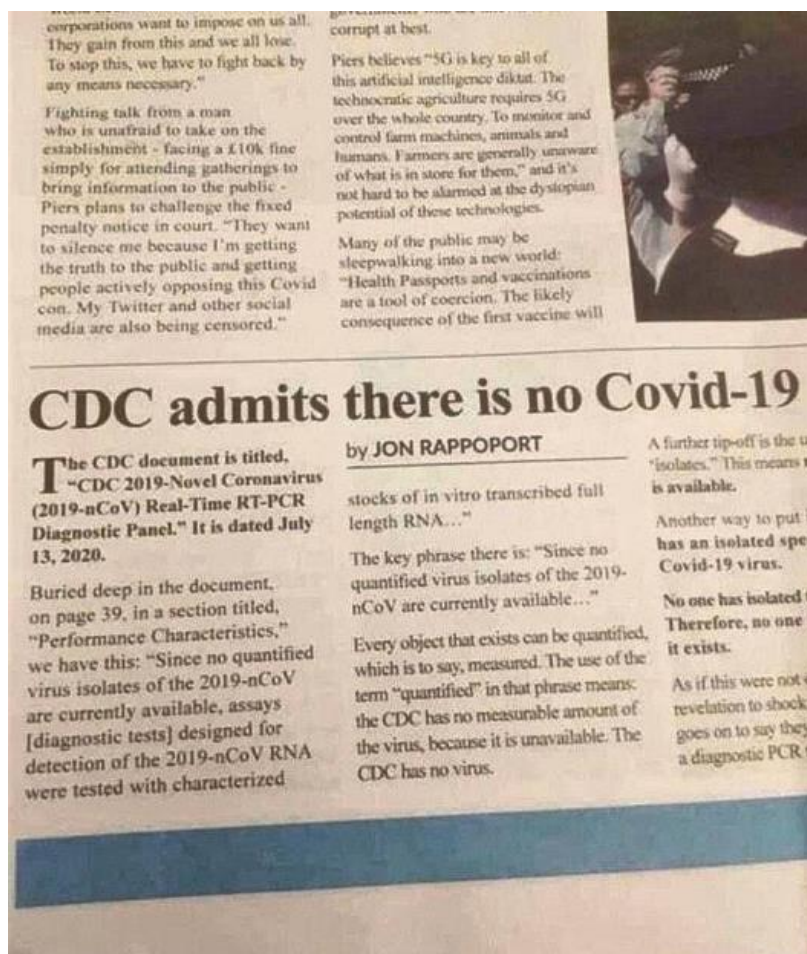 corporations want to impose on us all.
They gain from this and we all lose.
To stop this, we have to fight back by
any means necessary."
Fighting talk from a man
who is unafraid to take on the
establishment - facing a £10k fine
simply for attending gatherings to
bring information to the public -
Piers plans to challenge the fixed
penalty notice in court. "They want
to silence me because I'm getting
the truth to the public and getting
people actively opposing this Covid
con. My Twitter and other social
media are also being censored."
corrupt at best.
Piers believes "5G is key to all of
this artificial intelligence diktat. The
technocratic agriculture requires 5G
over the whole country. To monitor and
control farm machines, animals and
humans. Farmers are generally unaware
of what is in store for them," and it's
not hard to be alarmed at the dystopian
potential of these technologies.
Many of the public may be
sleepwalking into a new world:
"Health Passports and vaccinations
are a tool of coercion. The likely
consequence of the first vaccine will
CDC admits there is no Covid-19
The CDC document is titled,
"CDC 2019-Novel Coronavirus
(2019-nCoV) Real-Time RT-PCR
Diagnostic Panel." It is dated July
13, 2020.
Buried deep in the document,
on page 39, in a section titled,
"Performance Characteristics,"
we have this: "Since no quantified
virus isolates of the 2019-nCoV
are currently available, assays
[diagnostic tests] designed for
detection of the 2019-nCoV RNA
were tested with characterized
by JON RAPPOPORT
stocks of in vitro transcribed full
length RNA…"
The key phrase there is: "Since no
quantified virus isolates of the 2019-
nCoV are currently available…"
Every object that exists can be quantified,
which is to say, measured. The use of the
term "quantified" in that phrase means:
the CDC has no measurable amount of
the virus, because it is unavailable. The
CDC has no virus.
A further tip-off is the
"isolates." This means
is available.
Another way to put
has an isolated spe
Covid-19 virus.
No one has isolated
Therefore, no one
it exists.
As if this were not
revelation to shock
goes on to say they
a diagnostic PCR